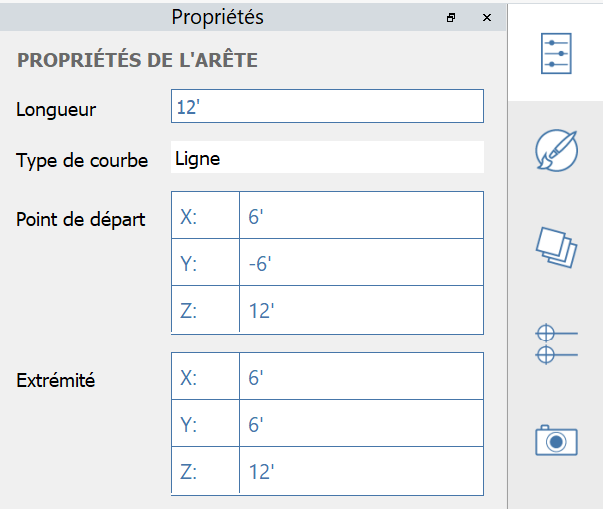 Propriétés
PROPRIÉTÉS DE L'ARÊTE
Longueur 12'
Type de courbe Ligne
Point de départ X: 6'
Y: -6'
Z: 12'
Extrémité X: 6'
Y: 6'
Z: 12'